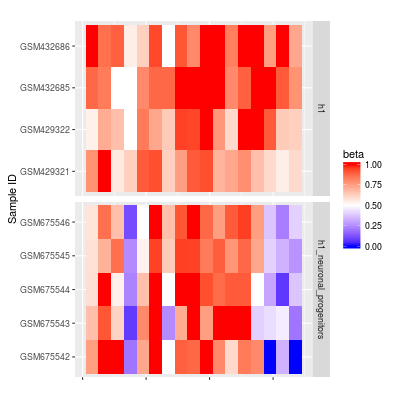 Sample ID
GSM432686
GSM432685
GSM429322
GSM429321
h1
GSM675546
GSM675545
GSM675544
GSM675543
GSM675542
h1_neuronal_progenitors
beta
1.00
0.75
0.50
0.25
0.00